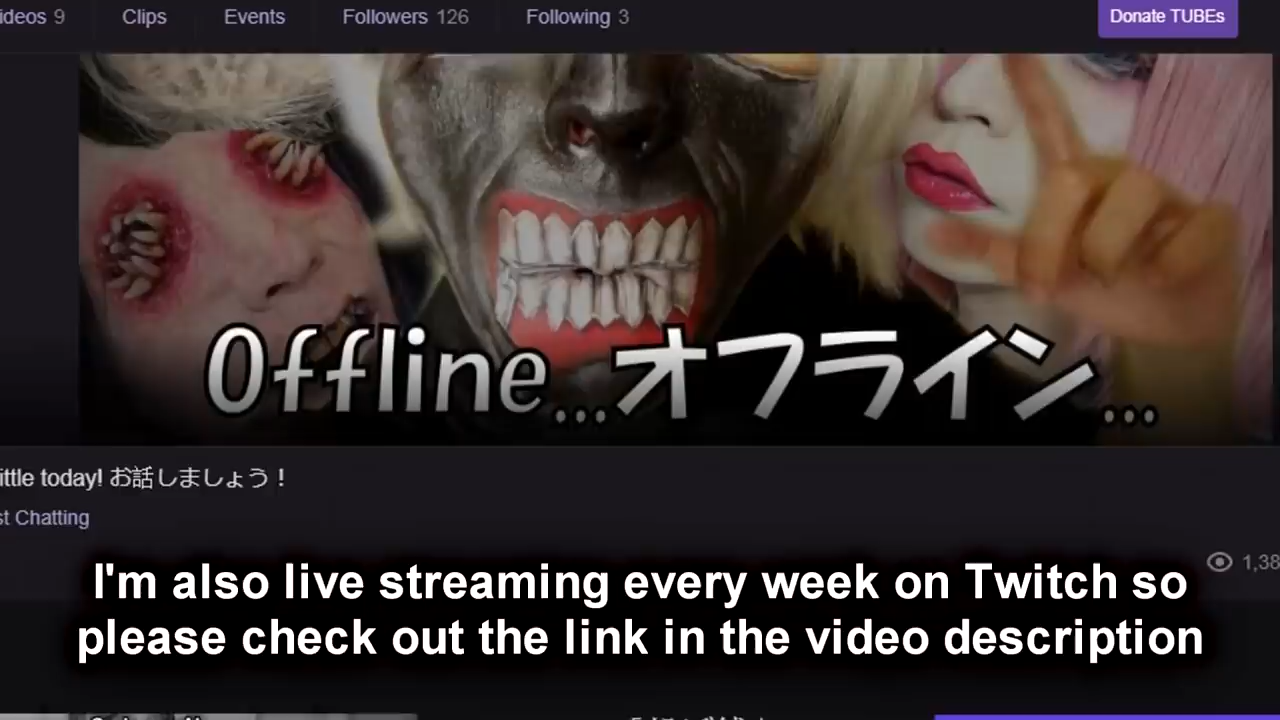 ideos 9 Clips Events Followers 126 Following 3 Donate TUBEs
Offline...オフライン...
ittle today! お話しましょう!
st Chatting
1,38
I'm also live streaming every week on Twitch so
please check out the link in the video description